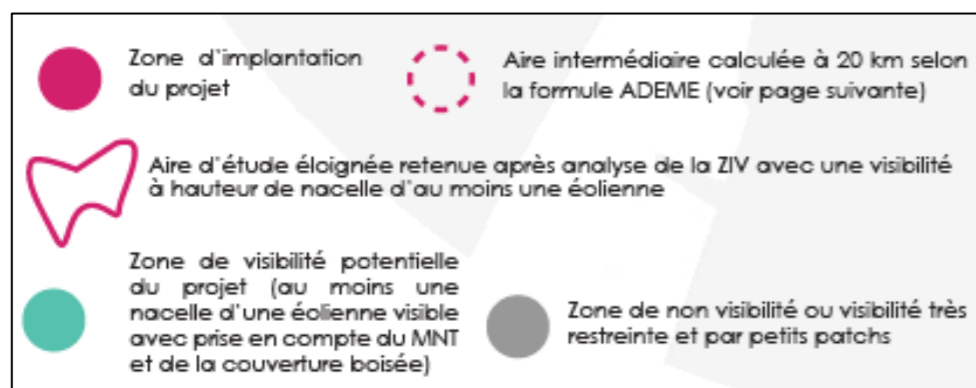 Zone d'implantation
du projet
Aire intermédiaire calculée à 20 km selon
la formule ADEME (voir page suivante)
Aire d'étude éloignée retenue après analyse de la ZIV avec une visibilité
à hauteur de nacelle d'au moins une éolienne
Zone de visibilité potentielle
du projet (au moins une
nacelle d'une éolienne visible
avec prise en compte du MNT
et de la couverture boisée)
Zone de non visibilité ou visibilité très
restreinte et par petits patchs